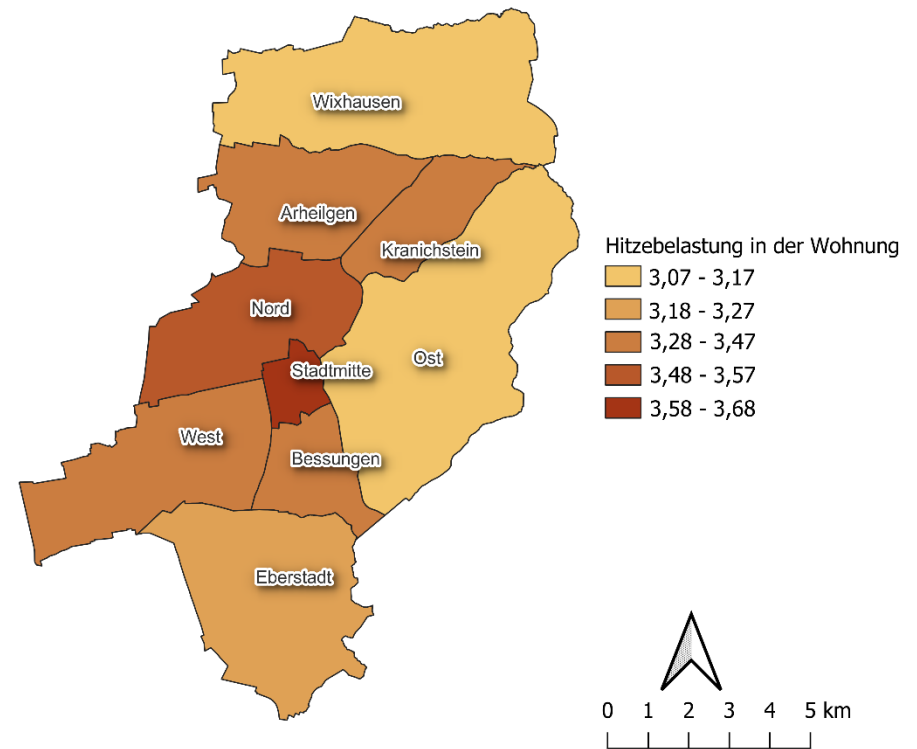 Wixhausen
Arheilgen
Kranichstein
Nord
Ost
Stadtmitte
West
Bessungen
Eberstadt
Hitzebelastung in der Wohnung
3,07 - 3,17
3,18 - 3,27
3,28 - 3,47
3,48 - 3,57
3,58 - 3,68
0 1 2 3 4 5 km